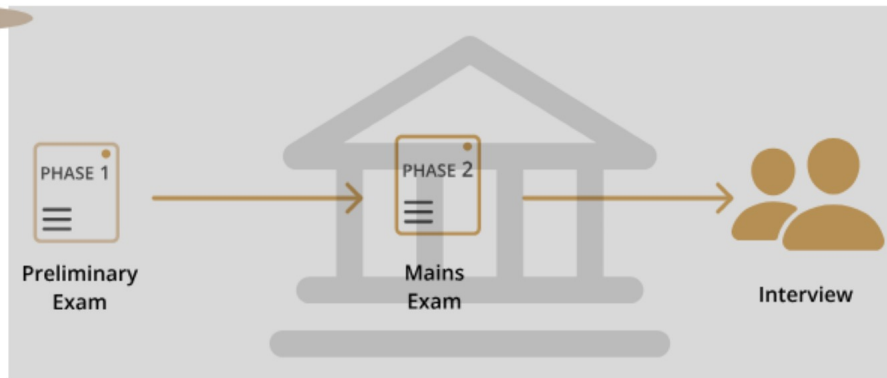 PHASE 1
Preliminary
Exam
PHASE 2
Mains
Exam
Interview